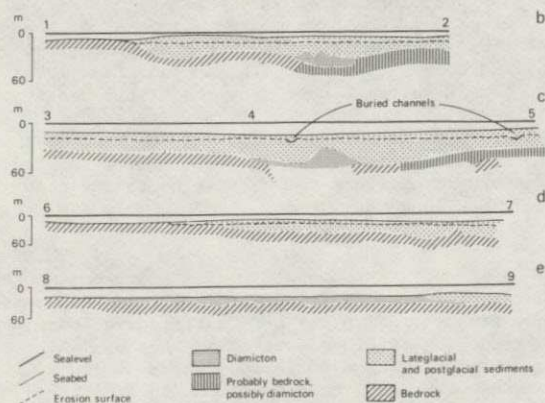 m 1 2 b
0
60
m c
3 4 Buried channels 5
0
60
m d
6 7
0
60
m e
8 9
0
60
Sealevel
Seabed
Erosion surface
Diamicton
Probably bedrock,
possibly diamicton
Lateglacial
and postglacial sediments
Bedrock